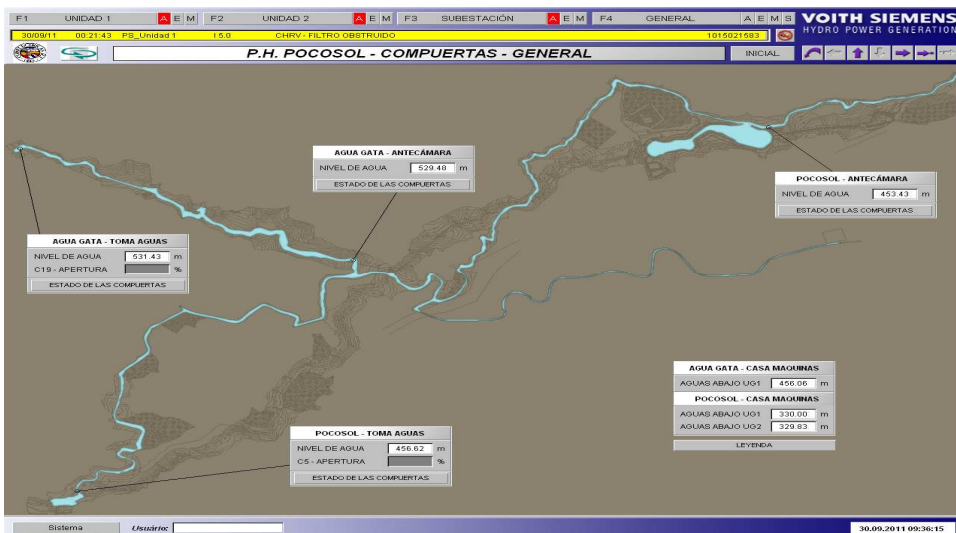 F1 UNIDAD 1 A E M F2 UNIDAD 2 A E M F3 SUBESTACIÓN A E M F4 GENERAL A E M S VOITH SIEMENS
HYDRO POWER GENERATION
30/09/11 00:21:43 PS_Unidad 1 I 5.0 CHRV - FILTRO OBSTRUIDO 1015021583
P.H. POCOSOL - COMPUERTAS - GENERAL INICIAL
AGUA GATA - ANTECÁMARA
NIVEL DE AGUA 529.48 m
ESTADO DE LAS COMPUERTAS
POCOSOL - ANTECÁMARA
NIVEL DE AGUA 453.43 m
ESTADO DE LAS COMPUERTAS
AGUA GATA - TOMA AGUAS
NIVEL DE AGUA 531.43 m
C19 - APERTURA %
ESTADO DE LAS COMPUERTAS
AGUA GATA - CASA MAQUINAS
AGUAS ABAJO UG1 456.06 m
POCOSOL - CASA MAQUINAS
AGUAS ABAJO UG1 330.00 m
AGUAS ABAJO UG2 329.83 m
LEYENDA
POCOSOL - TOMA AGUAS
NIVEL DE AGUA 456.62 m
C5 - APERTURA %
ESTADO DE LAS COMPUERTAS
Sistema Usuário: 30.09.2011 09:36:15